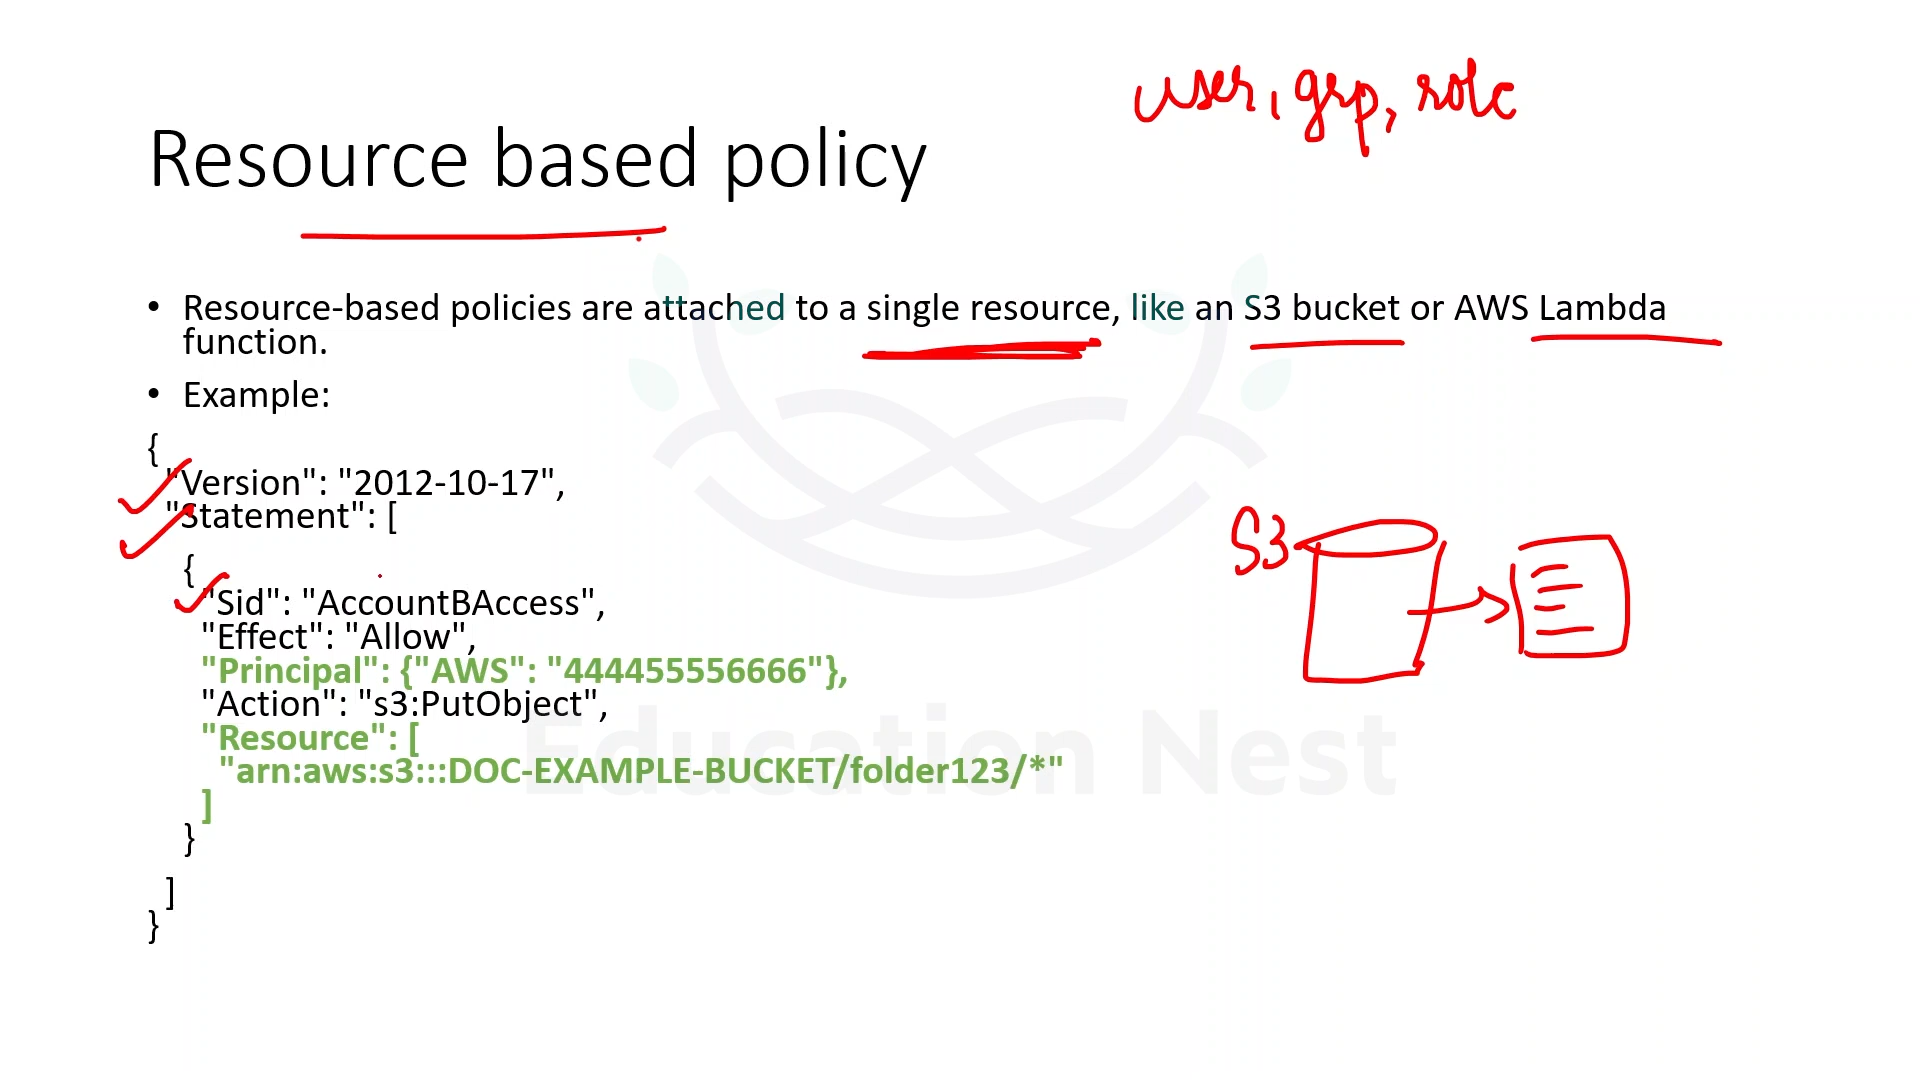 user, grp, role
Resource based policy
• Resource-based policies are attached to a single resource, like an S3 bucket or AWS Lambda
function.
• Example:
{
"Version": "2012-10-17",
"Statement": [
{
"Sid": "AccountBAccess",
"Effect": "Allow",
"Principal": {"AWS": "444455556666"},
"Action": "s3:PutObject",
"Resource": [
"arn:aws:s3:::DOC-EXAMPLE-BUCKET/folder123/*"
]
}
]
}
S3
Education Nest